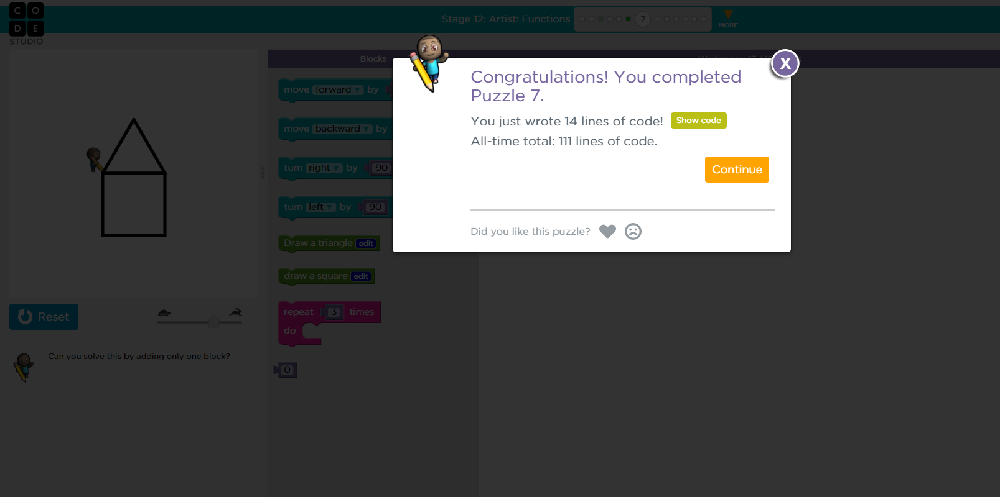 C O
D E
STUDIO
Stage 12: Artist: Functions
7
MORE
Blocks
X
Congratulations! You completed
Puzzle 7.
You just wrote 14 lines of code!
Show code
All-time total: 111 lines of code.
Continue
Did you like this puzzle?
move forward ▼ by
move backward ▼ by
turn right ▼ by 90
turn left ▼ by 90
Draw a triangle edit
draw a square edit
repeat 3 times
do
0
Reset
Can you solve this by adding only one block?